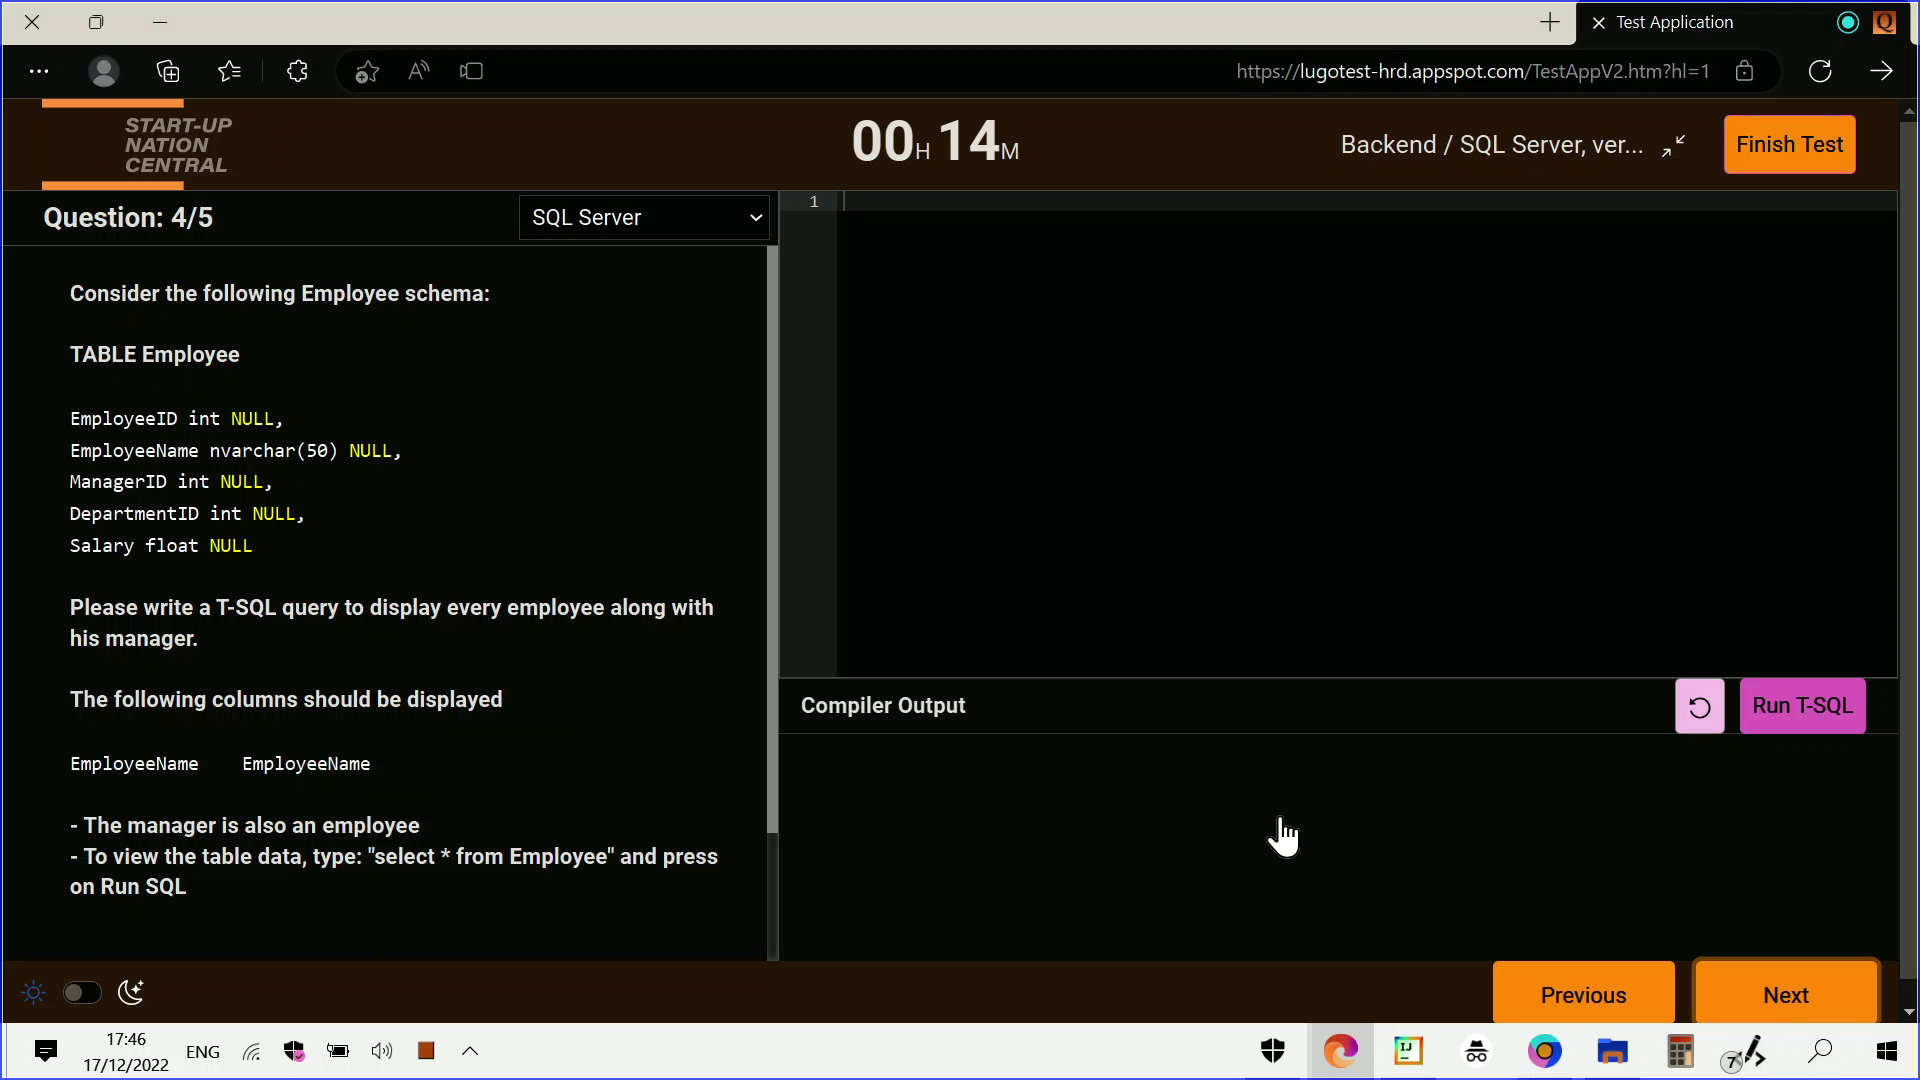 Test Application
https://lugotest-hrd.appspot.com/TestAppV2.htm?hl=1
START-UP
NATION
CENTRAL
00H 14M
Backend / SQL Server, ver...
Finish Test
Question: 4/5
SQL Server
1
Consider the following Employee schema:
TABLE Employee
EmployeeID int NULL,
EmployeeName nvarchar(50) NULL,
ManagerID int NULL,
DepartmentID int NULL,
Salary float NULL
Please write a T-SQL query to display every employee along with
his manager.
The following columns should be displayed
EmployeeName EmployeeName
- The manager is also an employee
- To view the table data, type: "select * from Employee" and press
on Run SQL
Compiler Output
Run T-SQL
Previous
Next
17:46
17/12/2022
ENG
IJ
7